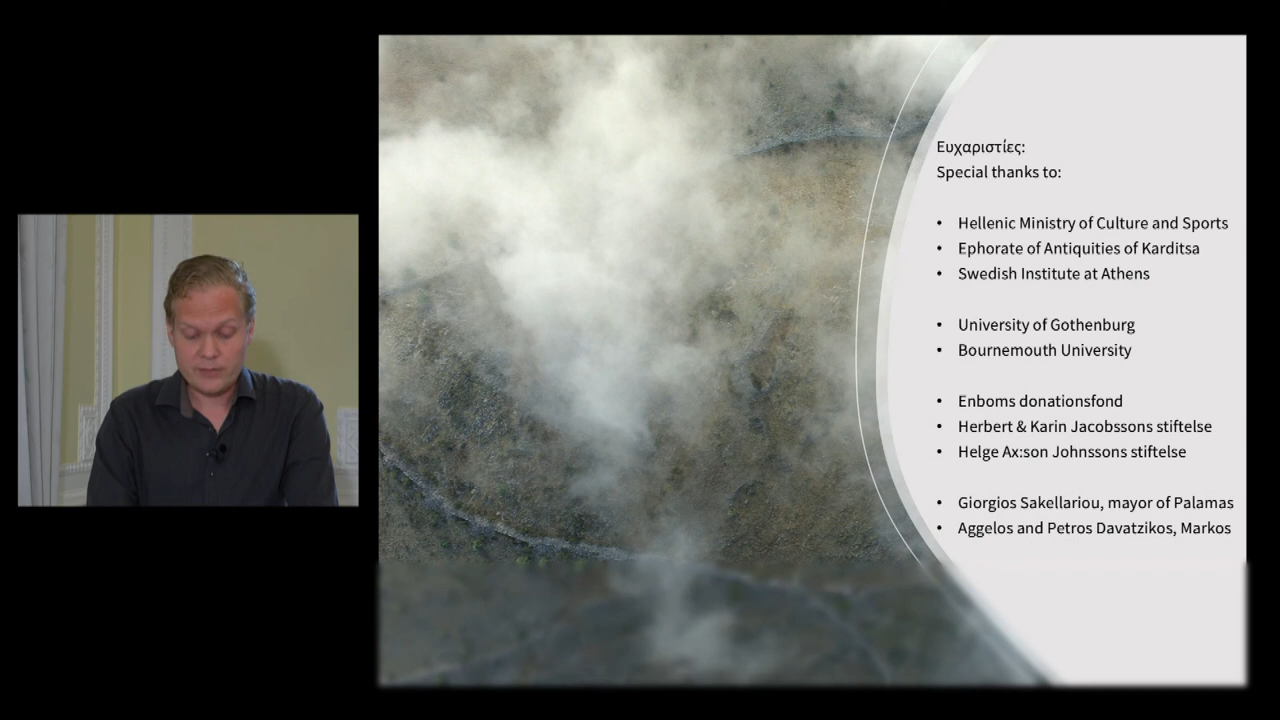 Ευχαριστίες:
Special thanks to:
• Hellenic Ministry of Culture and Sports
• Ephorate of Antiquities of Karditsa
• Swedish Institute at Athens
• University of Gothenburg
• Bournemouth University
• Enboms donationsfond
• Herbert & Karin Jacobssons stiftelse
• Helge Ax:son Johnssons stiftelse
• Giorgios Sakellariou, mayor of Palamas
• Aggelos and Petros Davatzikos, Markos